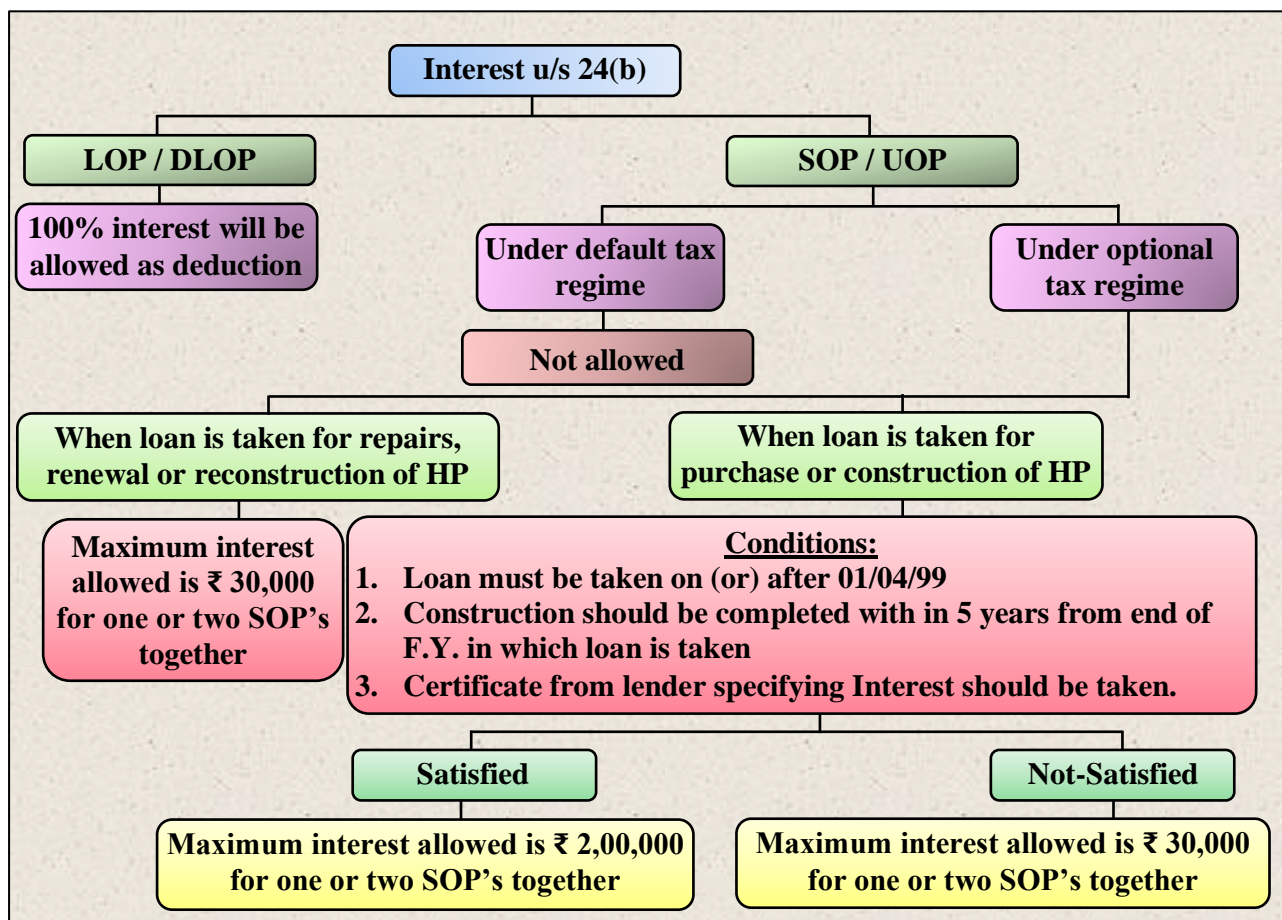 Interest u/s 24(b)
LOP / DLOP
SOP / UOP
100% interest will be
allowed as deduction
Under default tax
regime
Under optional
tax regime
Not allowed
When loan is taken for repairs,
renewal or reconstruction of HP
When loan is taken for
purchase or construction of HP
Maximum interest
allowed is ₹ 30,000
for one or two SOP’s
together
Conditions:
1. Loan must be taken on (or) after 01/04/99
2. Construction should be completed with in 5 years from end of
F.Y. in which loan is taken
3. Certificate from lender specifying Interest should be taken.
Satisfied
Not-Satisfied
Maximum interest allowed is ₹ 2,00,000
for one or two SOP’s together
Maximum interest allowed is ₹ 30,000
for one or two SOP’s together